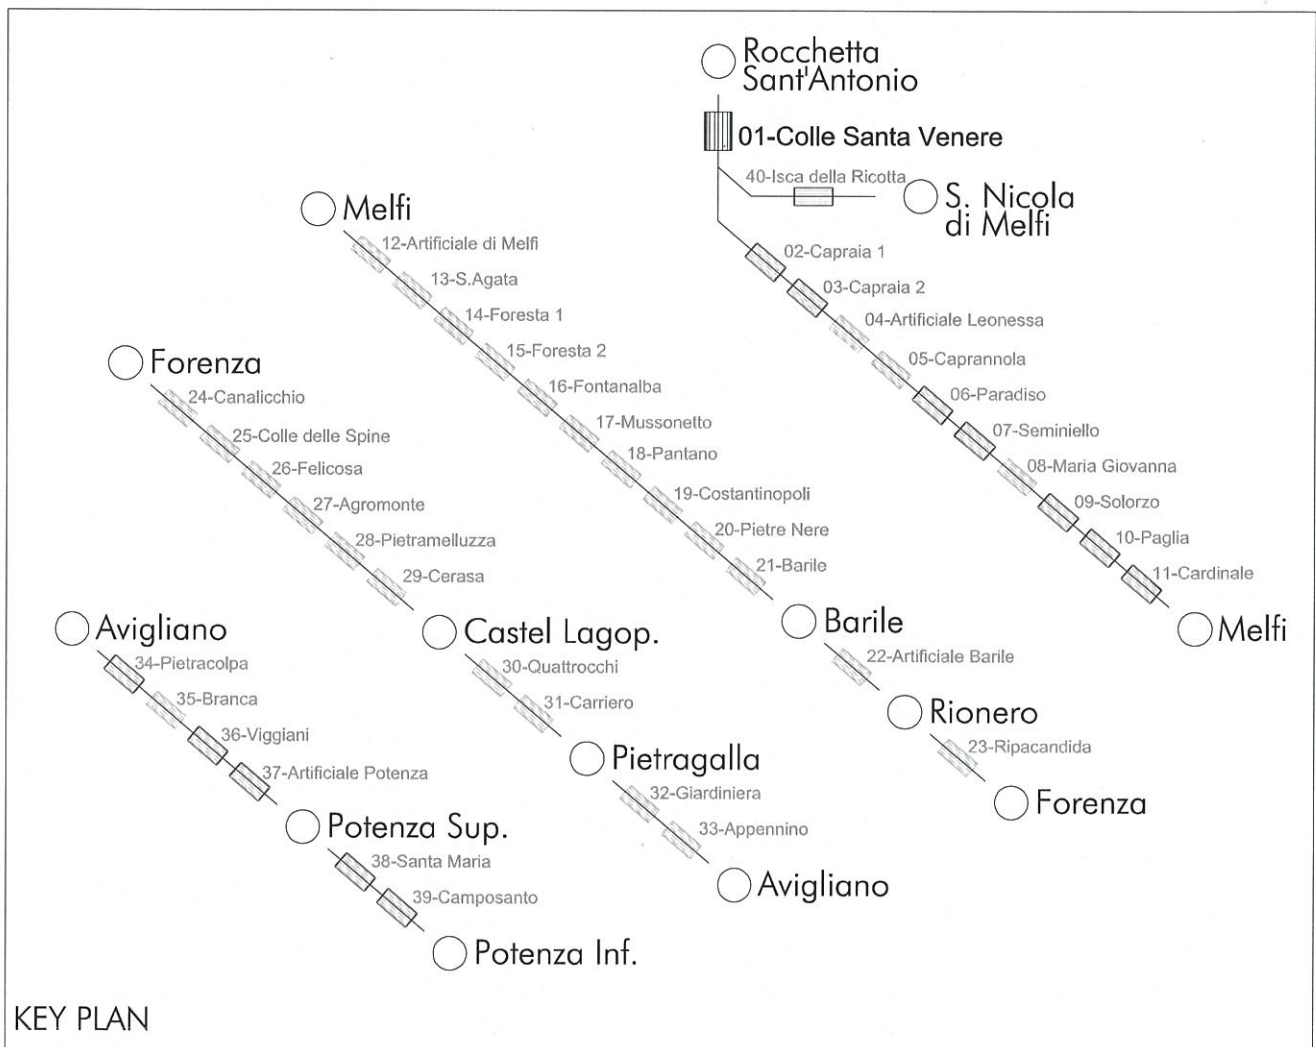 Rocchetta
Sant'Antonio
01-Colle Santa Venere
40-Isca della Ricotta
S. Nicola
di Melfi
02-Capraia 1
03-Capraia 2
04-Artificiale Leonessa
05-Caprannola
06-Paradiso
07-Seminiello
08-Maria Giovanna
09-Solorzo
10-Paglia
11-Cardinale
Melfi
Melfi
12-Artificiale di Melfi
13-S.Agata
14-Foresta 1
15-Foresta 2
16-Fontanalba
17-Mussonetto
18-Pantano
19-Costantinopoli
20-Pietre Nere
21-Barile
Barile
22-Artificiale Barile
Rionero
23-Ripacandida
Forenza
Forenza
24-Canalicchio
25-Colle delle Spine
26-Felicosa
27-Agromonte
28-Pietramelluzza
29-Cerasa
Castel Lagop.
30-Quattrocchi
31-Carriero
Pietragalla
32-Giardiniera
33-Appennino
Avigliano
Avigliano
34-Pietracolpa
35-Branca
36-Viggiani
37-Artificiale Potenza
Potenza Sup.
38-Santa Maria
39-Camposanto
Potenza Inf.
KEY PLAN